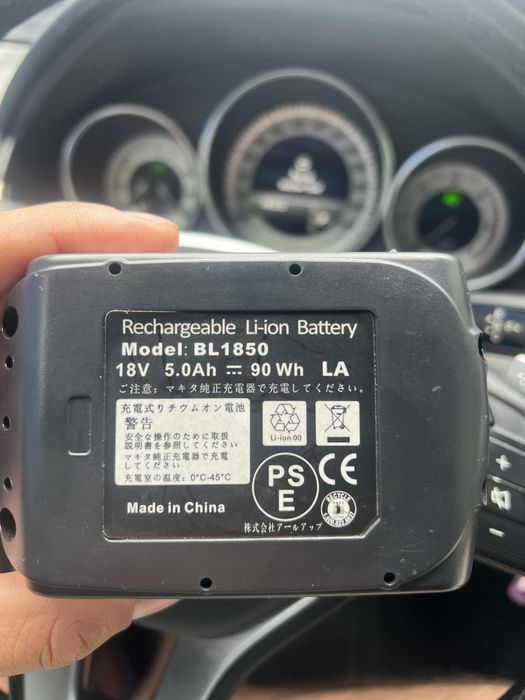 Rechargeable Li-ion Battery
Model: BL1850
18V 5.0Ah ⎓ 90 Wh LA
ご注意: マキタ純正充電器で充電してください。
充電式リチウムオン電池
警告
安全な操作のために取扱
説明書を参照してください
マキタ純正充電器で充電
してください
充電室の温度: 0°C-45°C
Li-ion 00
PS
E
CE
RECYCLE
Made in China
株式会社アールアップ